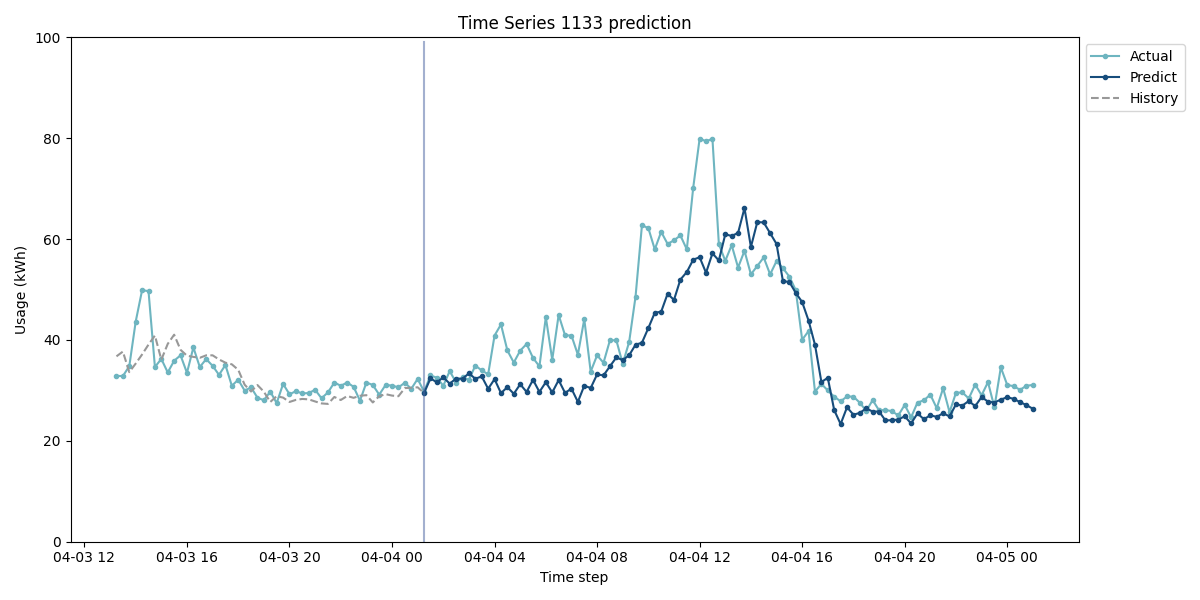 Time Series 1133 prediction
100
80
60
40
20
0
Usage (kWh)
04-03 12
04-03 16
04-03 20
04-04 00
04-04 04
04-04 08
04-04 12
04-04 16
04-04 20
04-05 00
Time step
Actual
Predict
History